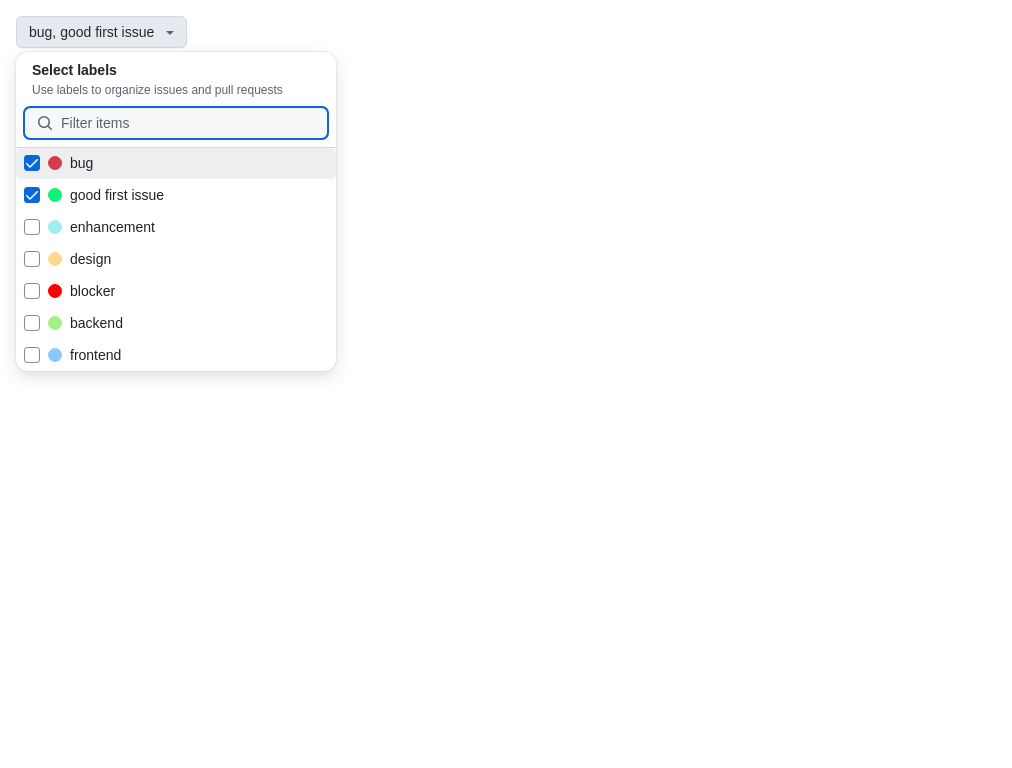 bug, good first issue
Select labels
Use labels to organize issues and pull requests
Filter items
bug
good first issue
enhancement
design
blocker
backend
frontend